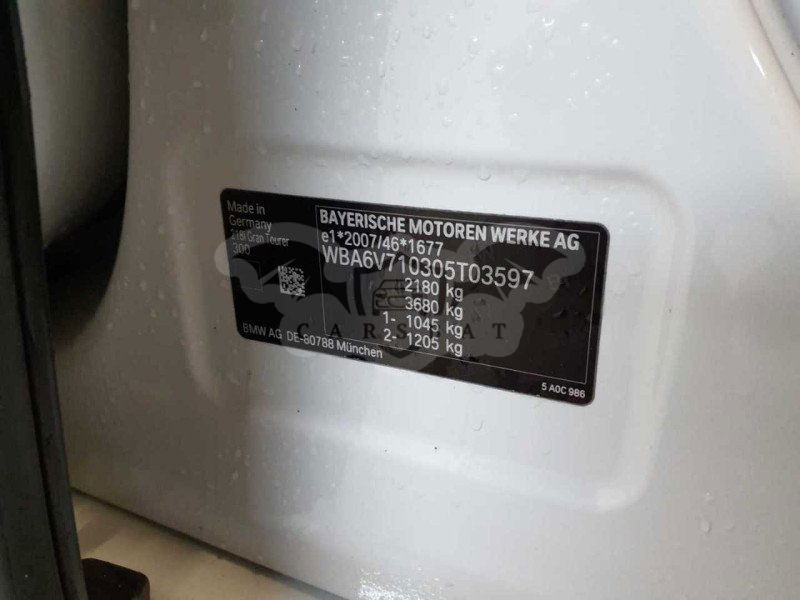 Made in
Germany
218i Gran Tourer
300
BMW AG DE-80788 München
BAYERISCHE MOTOREN WERKE AG
e1*2007/46*1677
WBA6V710305T03597
2180 kg
3680 kg
1- 1045 kg
2- 1205 kg
5 A0C 986
CARSBAT